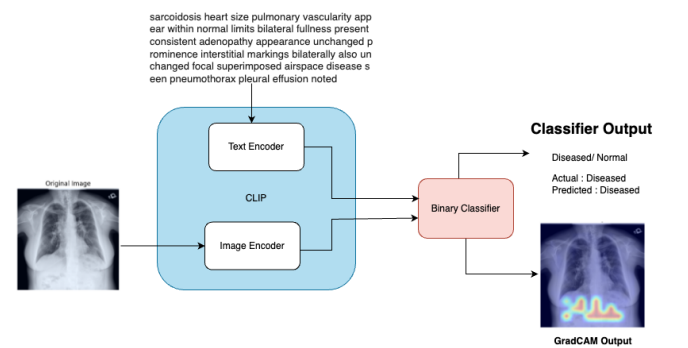 sarcoidosis heart size pulmonary vascularity app
ear within normal limits bilateral fullness present
consistent adenopathy appearance unchanged p
rominence interstitial markings bilaterally also un
changed focal superimposed airspace disease s
een pneumothorax pleural effusion noted
Text Encoder
CLIP
Image Encoder
Original Image
Binary Classifier
Classifier Output
Diseased/ Normal
Actual : Diseased
Predicted : Diseased
GradCAM Output